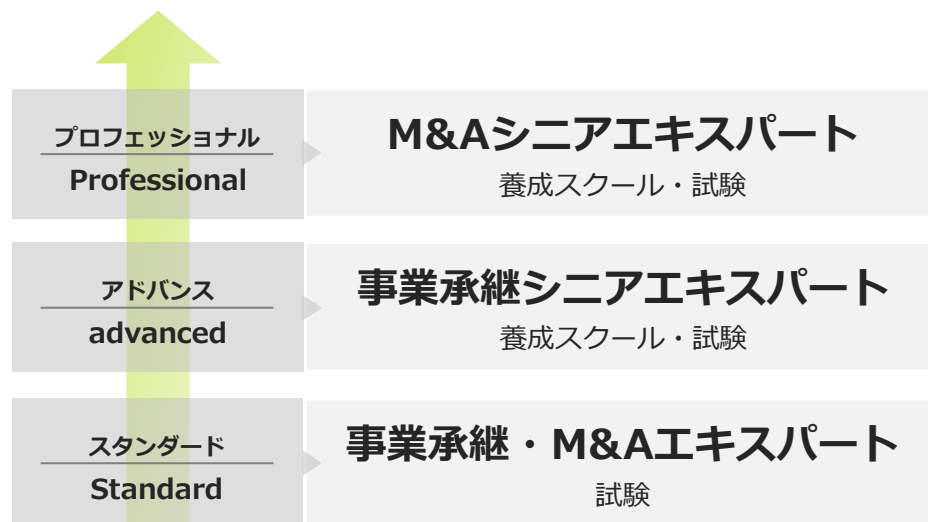 プロフェッショナル
Professional
M&Aシニアエキスパート
養成スクール・試験
アドバンス
advanced
事業承継シニアエキスパート
養成スクール・試験
スタンダード
Standard
事業承継・M&Aエキスパート
試験